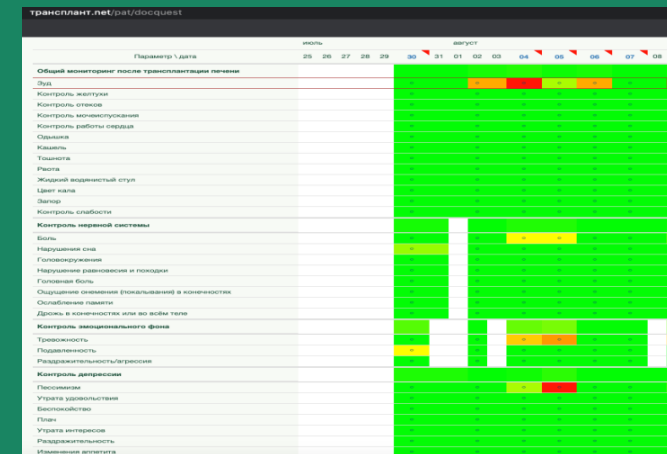 трансплант.net/pat/docquest
июль август
Параметр \ дата 25 26 27 28 29 30 31 01 02 03 04 05 06 07 08
Общий мониторинг после трансплантации печени
Зуд
Контроль желтухи
Контроль отеков
Контроль мочеиспускания
Контроль работы сердца
Одышка
Кашель
Тошнота
Рвота
Жидкий водянистый стул
Цвет кала
Запор
Контроль слабости
Контроль нереной системы
Боль
Нарушения сна
Головокружения
Нарушение равновесия и походки
Головная боль
Ощущение онемения (покалывания) в конечностях
Ослабление памяти
Дрожь в конечностях или во всём теле
Контроль эмоционального фона
Тревожность
Подавленность
Раздражительность/агрессия
Контроль депрессии
Пессимизм
Утрата удовольствия
Беспокойство
Плач
Утрата интересов
Раздражительность
Изменения аппетита